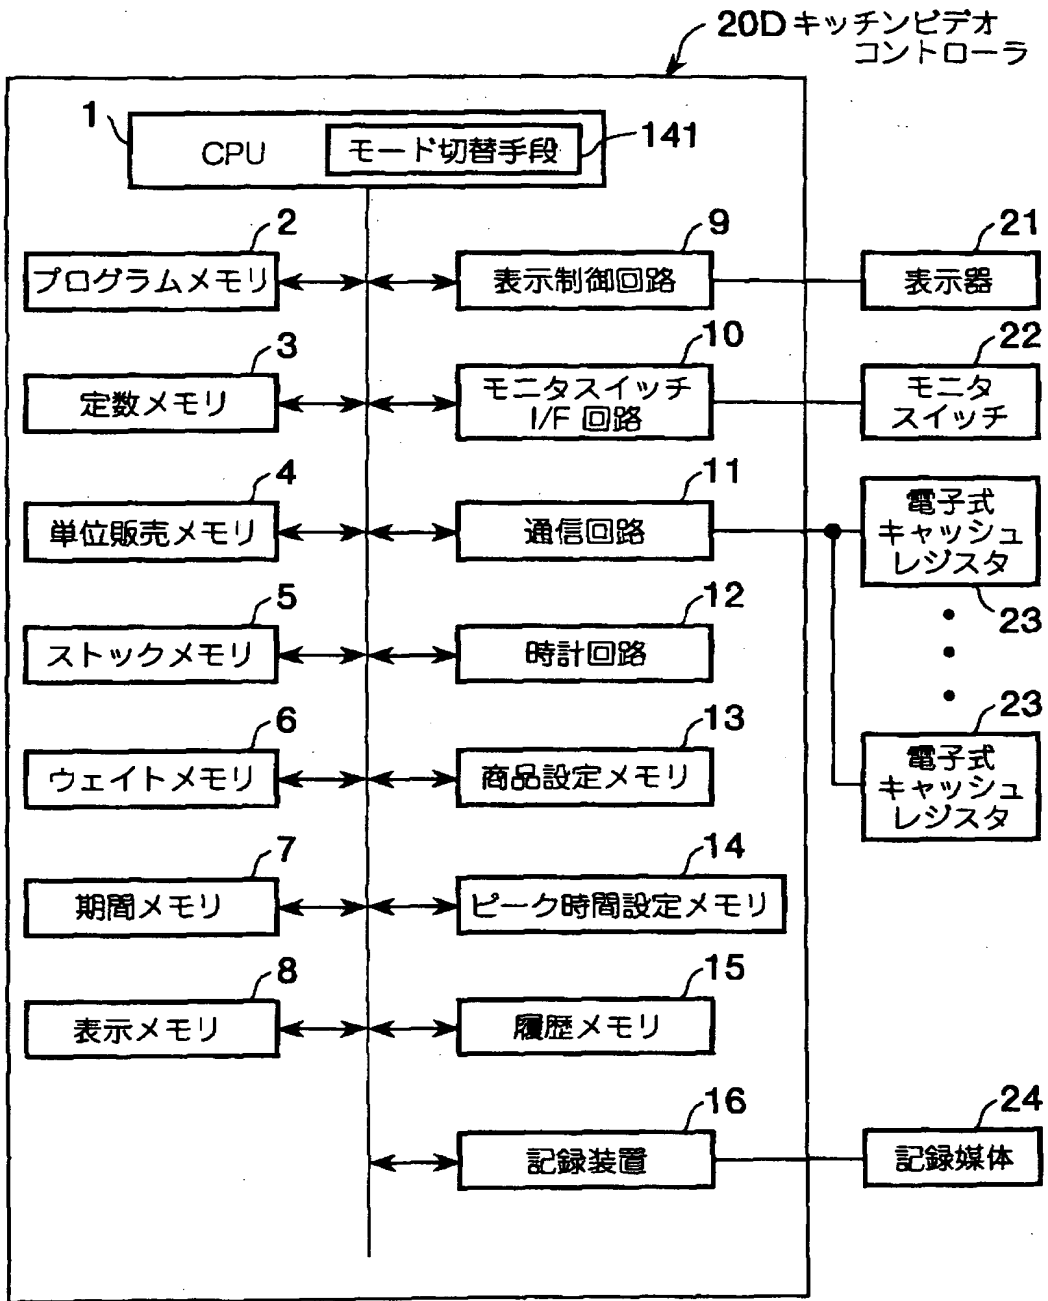 20D キッチンビデオ
コントローラ
1
CPU
モード切替手段
141
2
プログラムメモリ
9
表示制御回路
21
表示器
3
定数メモリ
10
モニタスイッチ
I/F 回路
22
モニタ
スイッチ
4
単位販売メモリ
11
通信回路
電子式
キャッシュ
レジスタ
23
5
ストックメモリ
12
時計回路
6
ウェイトメモリ
13
商品設定メモリ
23
電子式
キャッシュ
レジスタ
7
期間メモリ
14
ピーク時間設定メモリ
8
表示メモリ
15
履歴メモリ
16
記録装置
24
記録媒体